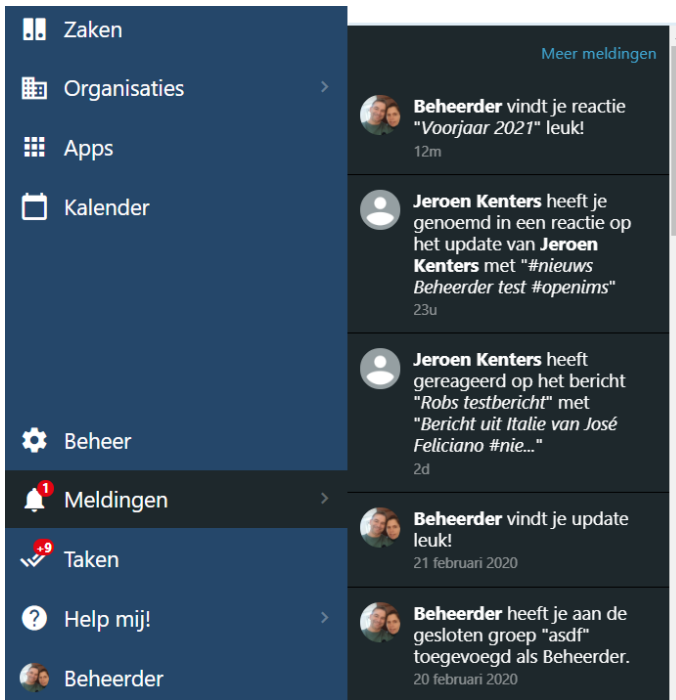 Zaken
Organisaties
Apps
Kalender
Beheer
1
Meldingen
+9
Taken
Help mij!
Beheerder
Meer meldingen
Beheerder vindt je reactie
"Voorjaar 2021" leuk!
12m
Jeroen Kenters heeft je
genoemd in een reactie op
het update van Jeroen
Kenters met "#nieuws
Beheerder test #openims"
23u
Jeroen Kenters heeft
gereageerd op het bericht
"Robs testbericht" met
"Bericht uit Italie van José
Feliciano #nie..."
2d
Beheerder vindt je update
leuk!
21 februari 2020
Beheerder heeft je aan de
gesloten groep "asdf"
toegevoegd als Beheerder.
20 februari 2020